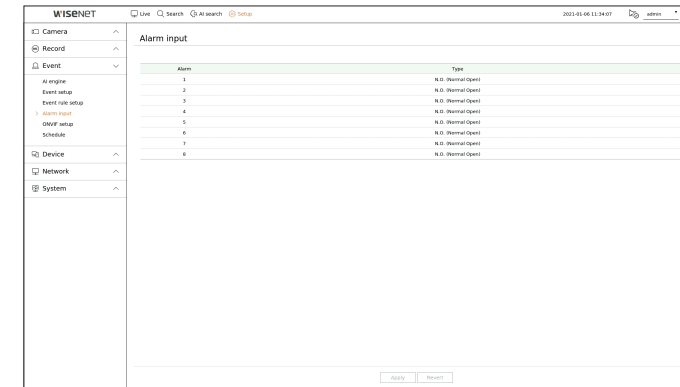 WISENET
Live Search AI search Setup 2021-01-06 11:34:07 admin
Camera
Record
Event
AI engine
Event setup
Event rule setup
Alarm input
ONVIF setup
Schedule
Device
Network
System
Alarm input
Alarm Type
1 N.O. (Normal Open)
2 N.O. (Normal Open)
3 N.O. (Normal Open)
4 N.O. (Normal Open)
5 N.O. (Normal Open)
6 N.O. (Normal Open)
7 N.O. (Normal Open)
8 N.O. (Normal Open)
Apply Revert